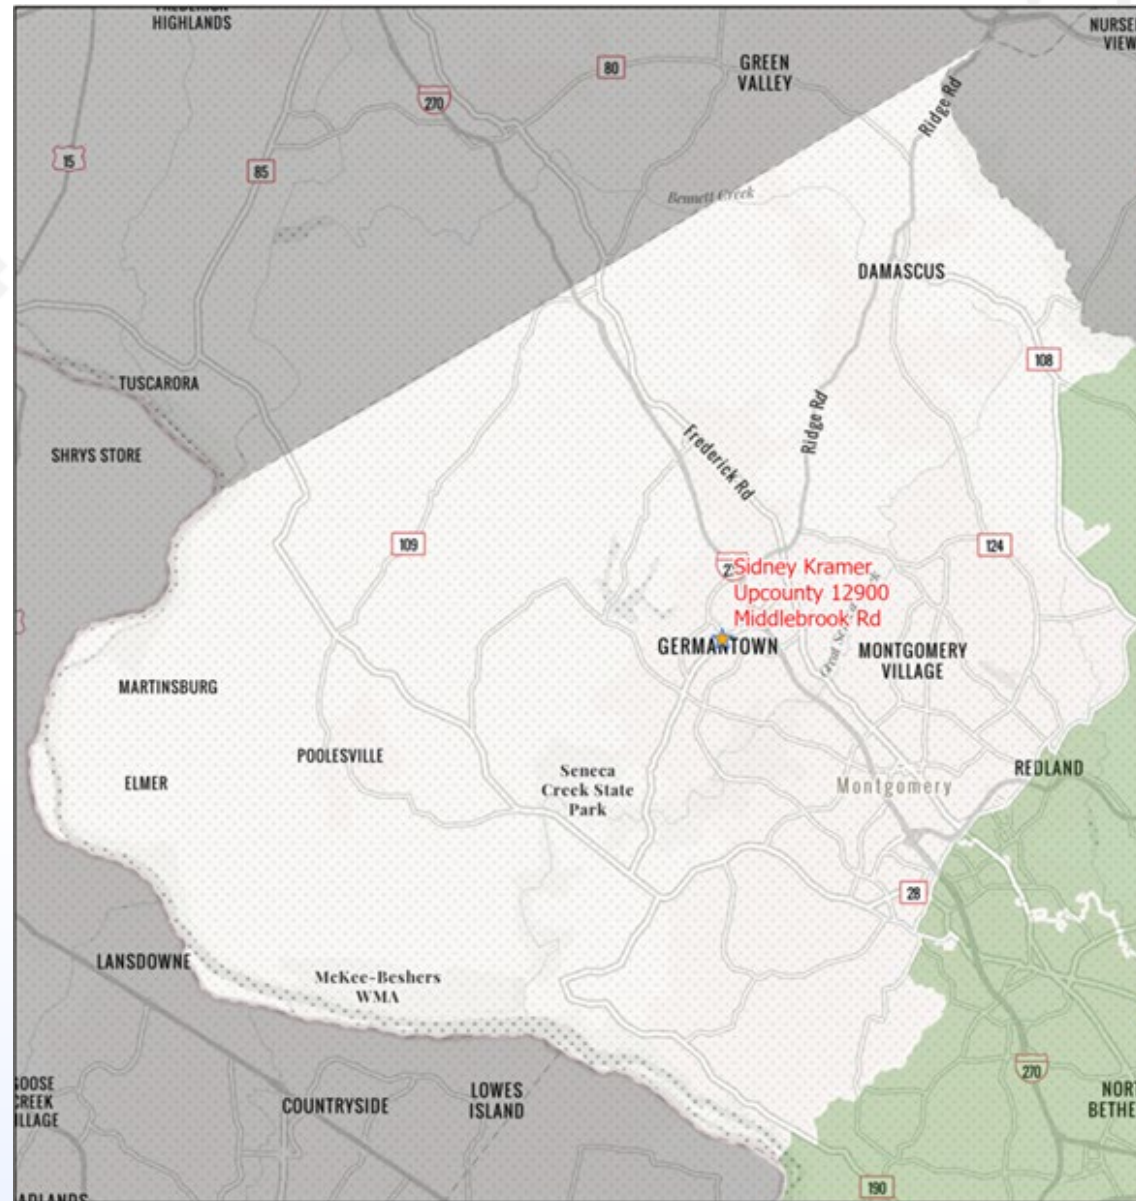 HIGHLANDS
NURSE
VIEW
80
GREEN
VALLEY
270
Ridge Rd
15
85
Bennett Creek
DAMASCUS
108
TUSCARORA
Ridge Rd
SHRYS STORE
Frederick Rd
109
124
Sidney Kramer
Upcounty 12900
Middlebrook Rd
GERMANTOWN
MONTGOMERY
VILLAGE
MARTINSBURG
POOLESVILLE
REDLAND
ELMER
Seneca
Creek State
Park
Montgomery
28
LANSDOWNE
McKee-Beshers
WMA
270
GOOSE
CREEK
ILLAGE
COUNTRYSIDE
LOWES
ISLAND
NORT
BETHE
190